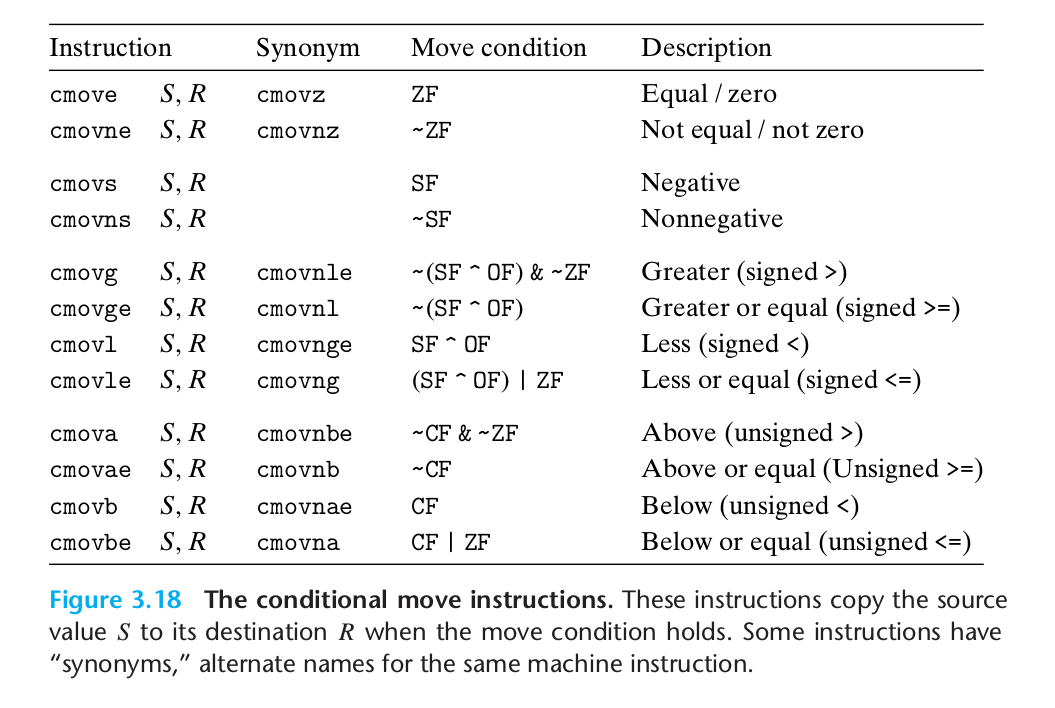 Instruction Synonym Move condition Description
cmove S, R cmovz ZF Equal / zero
cmovne S, R cmovnz ~ZF Not equal / not zero
cmovs S, R SF Negative
cmovns S, R ~SF Nonnegative
cmovg S, R cmovnle ~(SF ^ OF) & ~ZF Greater (signed >)
cmovge S, R cmovnl ~(SF ^ OF) Greater or equal (signed >=)
cmovl S, R cmovnge SF ^ OF Less (signed <)
cmovle S, R cmovng (SF ^ OF) | ZF Less or equal (signed <=)
cmova S, R cmovnbe ~CF & ~ZF Above (unsigned >)
cmovae S, R cmovnb ~CF Above or equal (Unsigned >=)
cmovb S, R cmovnae CF Below (unsigned <)
cmovbe S, R cmovna CF | ZF Below or equal (unsigned <=)
Figure 3.18 The conditional move instructions. These instructions copy the source
value S to its destination R when the move condition holds. Some instructions have
“synonyms,” alternate names for the same machine instruction.